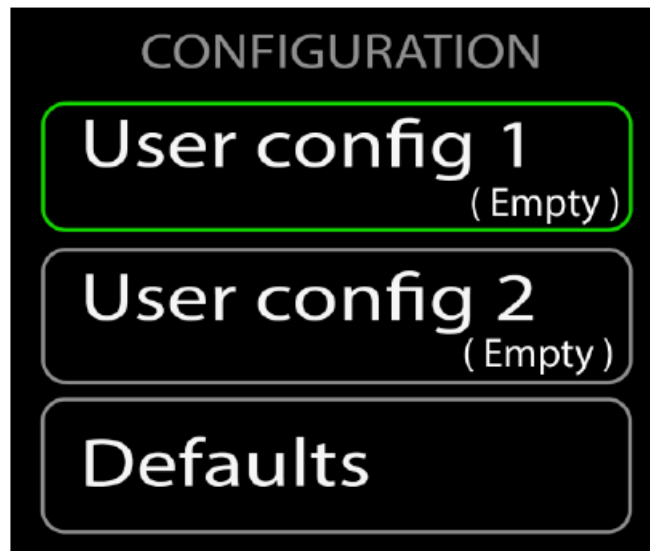 CONFIGURATION
User config 1
( Empty )
User config 2
( Empty )
Defaults